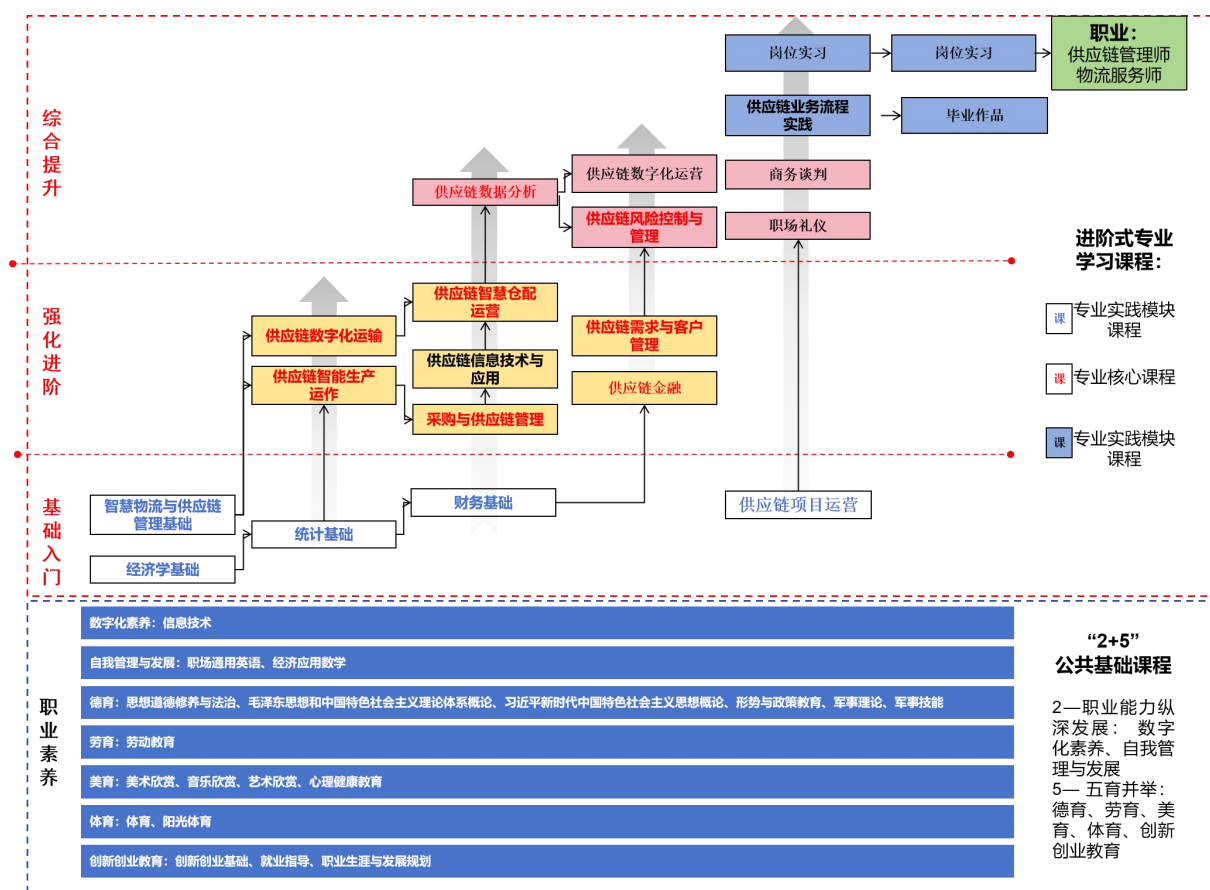 综合提升
岗位实习
岗位实习
职业：
供应链管理师
物流服务师
供应链业务流程
实践
毕业作品
供应链数据分析
供应链数字化运营
商务谈判
供应链风险控制与
管理
职场礼仪
强化进阶
供应链数字化运输
供应链智慧仓配
运营
供应链智能生产
运作
供应链信息技术与
应用
采购与供应链管理
供应链需求与客户
管理
供应链金融
基础入门
智慧物流与供应链
管理基础
经济学基础
统计基础
财务基础
供应链项目运营
进阶式专业
学习课程：
课 专业实践模块
课程
课 专业核心课程
课 专业实践模块
课程
职业素养
数字化素养：信息技术
自我管理与发展：职场通用英语、经济应用数学
德育：思想道德修养与法治、毛泽东思想和中国特色社会主义理论体系概论、习近平新时代中国特色社会主义思想概论、形势与政策教育、军事理论、军事技能
劳育：劳动教育
美育：美术欣赏、音乐欣赏、艺术欣赏、心理健康教育
体育：体育、阳光体育
创新创业教育：创新创业基础、就业指导、职业生涯与发展规划
“2+5”
公共基础课程
2—职业能力纵
深发展： 数字
化素养、自我管
理与发展
5— 五育并举：
德育、劳育、美
育、体育、创新
创业教育